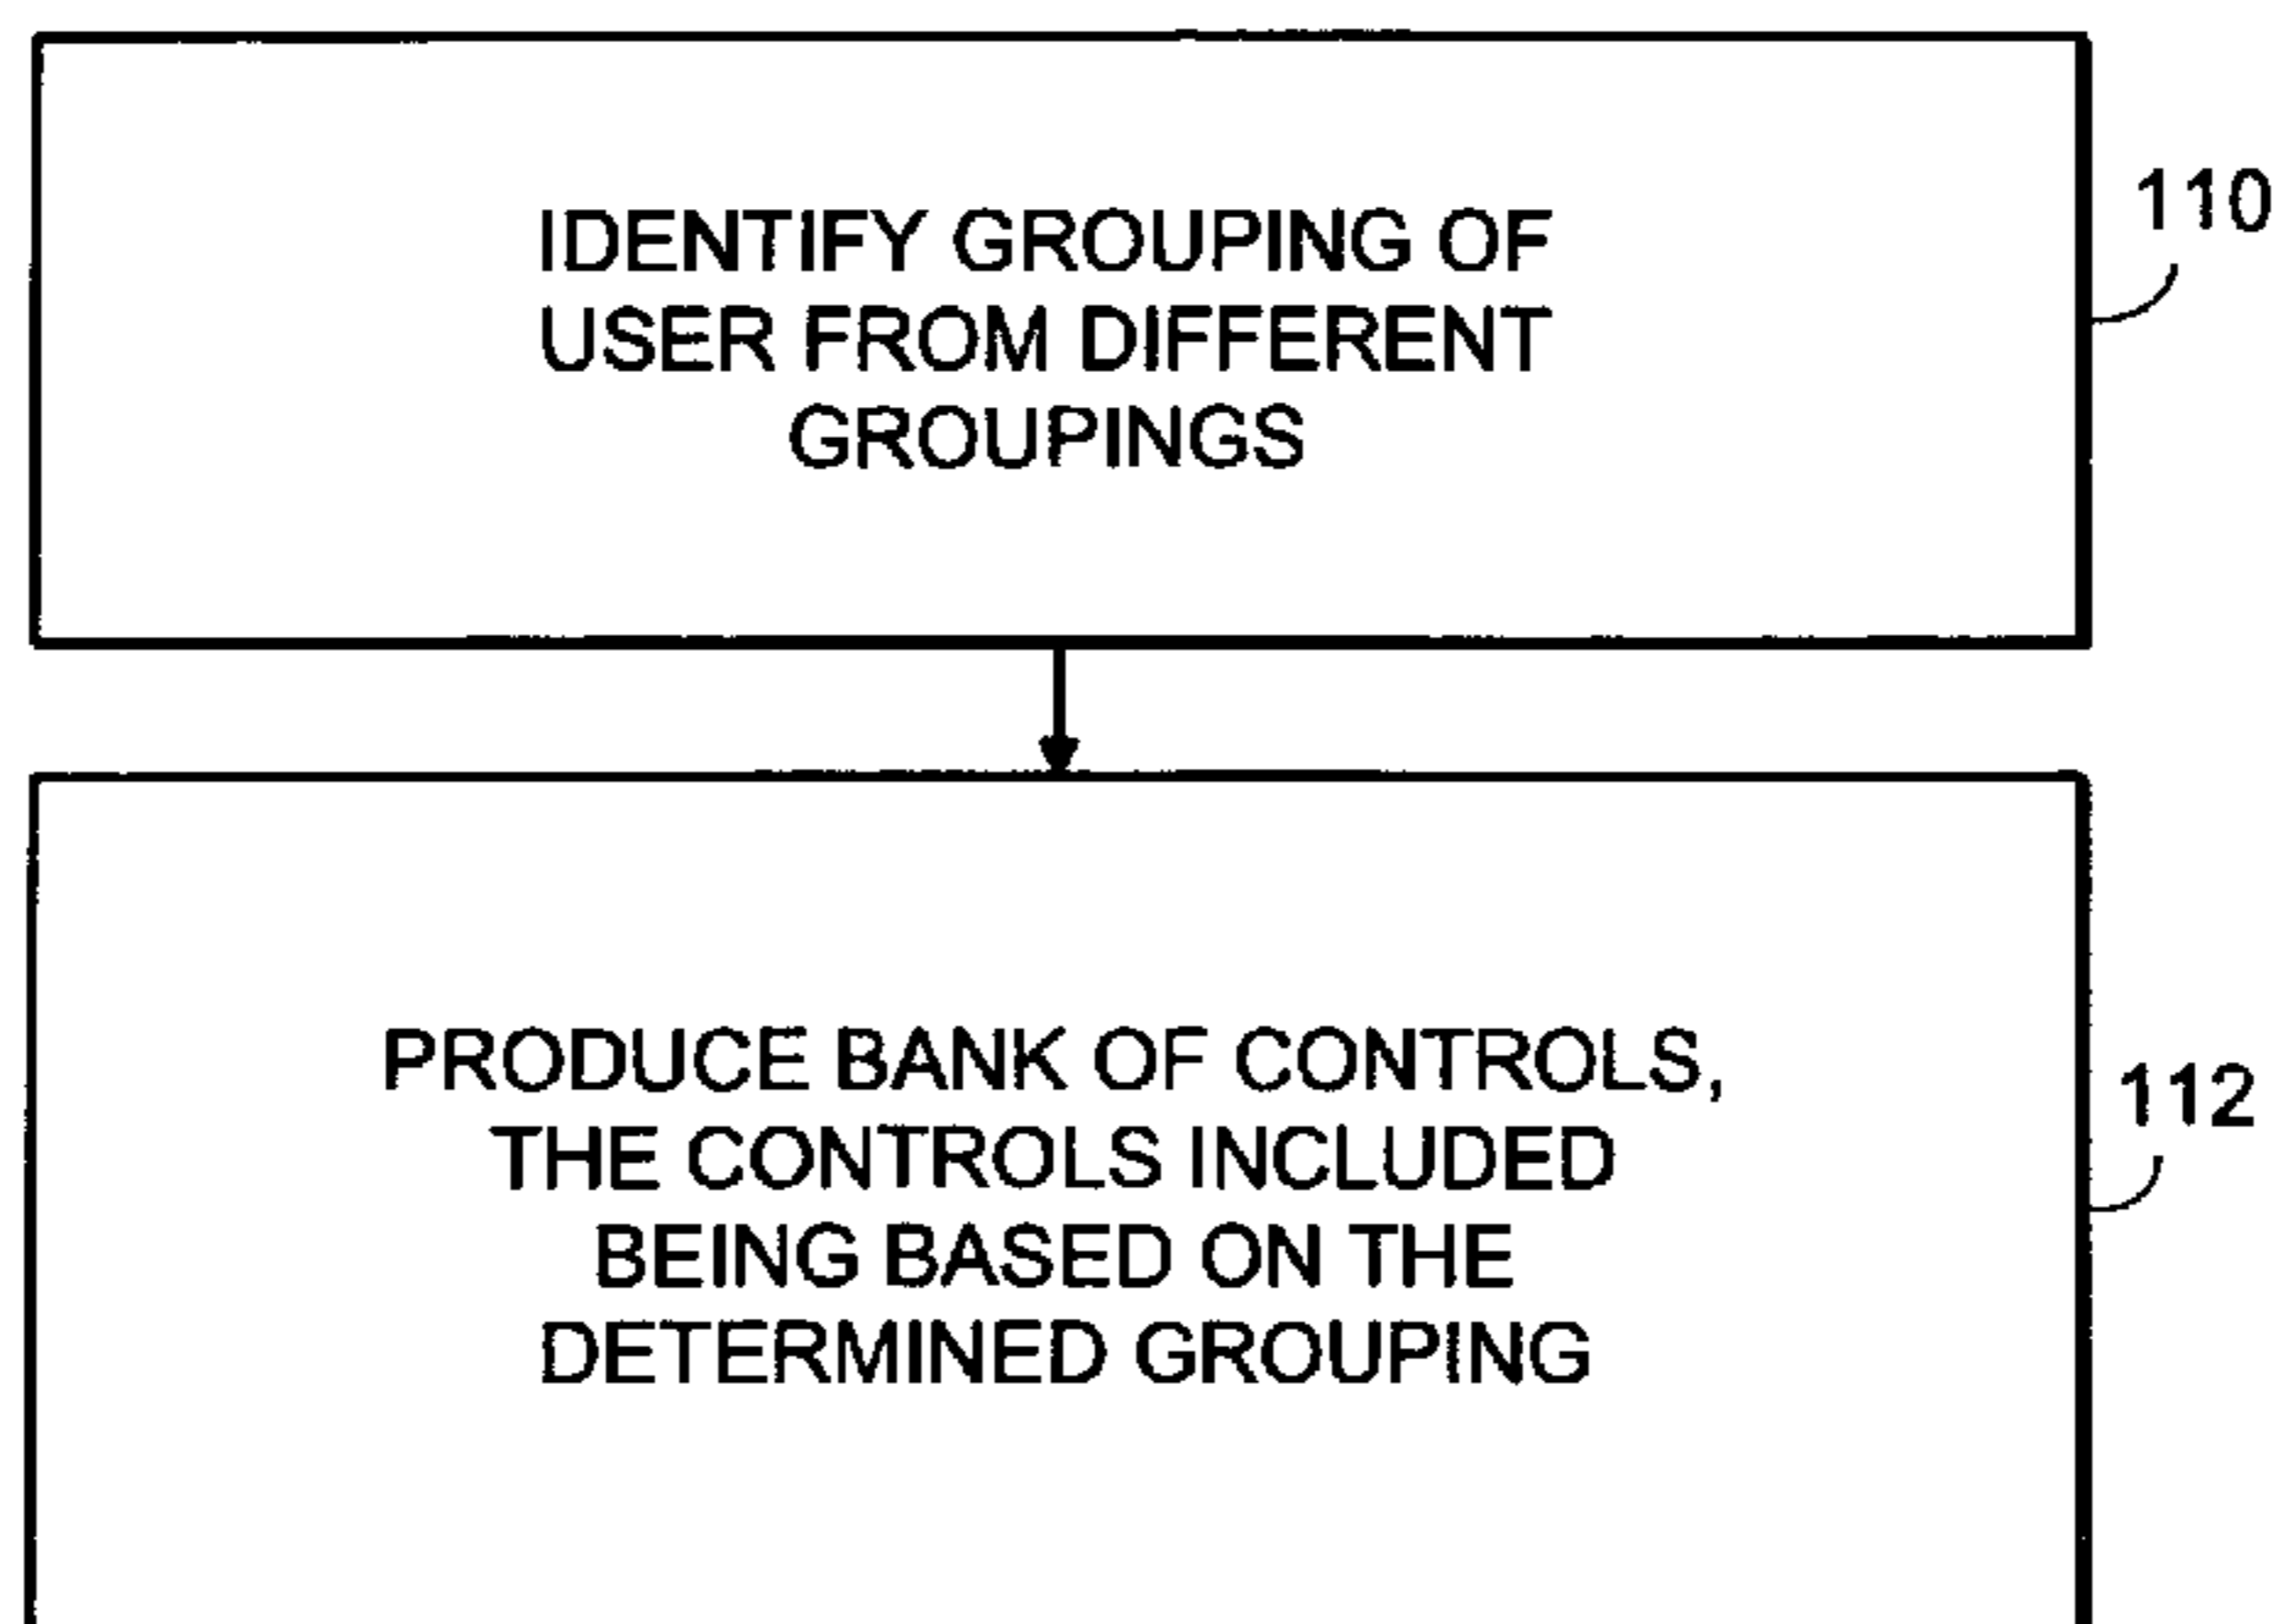 IDENTIFY GROUPING OF
USER FROM DIFFERENT
GROUPINGS
110
PRODUCE BANK OF CONTROLS,
THE CONTROLS INCLUDED
BEING BASED ON THE
DETERMINED GROUPING
112